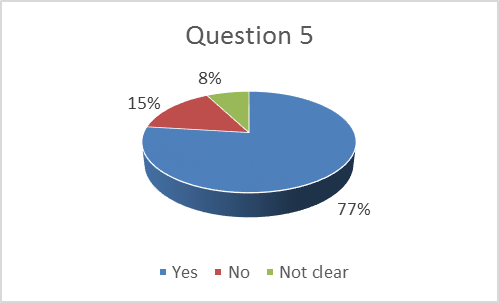 Question 5
8%
15%
77%
Yes No Not clear